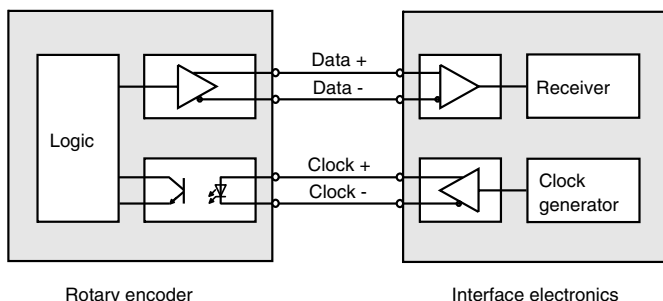 Data +
Data -
Receiver
Logic
Clock +
Clock -
Clock
generator
Rotary encoder
Interface electronics